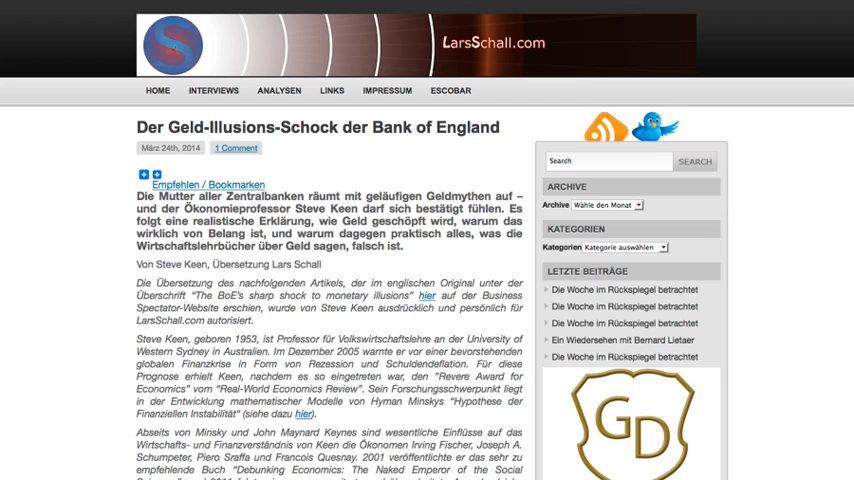 LarsSchall.com
HOME INTERVIEWS ANALYSEN LINKS IMPRESSUM ESCOBAR
Der Geld-Illusions-Schock der Bank of England
März 24th, 2014 1 Comment
Empfehlen / Bookmarken
Die Mutter aller Zentralbanken räumt mit geläufigen Geldmythen auf –
und der Ökonomieprofessor Steve Keen darf sich bestätigt fühlen. Es
folgt eine realistische Erklärung, wie Geld geschöpft wird, warum das
wirklich von Belang ist, und warum dagegen praktisch alles, was die
Wirtschaftslehrbücher über Geld sagen, falsch ist.
Von Steve Keen, Übersetzung Lars Schall
Die Übersetzung des nachfolgenden Artikels, der im englischen Original unter der
Überschrift “The BoE’s sharp shock to monetary illusions” hier auf der Business
Spectator-Website erschien, wurde von Steve Keen ausdrücklich und persönlich für
LarsSchall.com autorisiert.
Steve Keen, geboren 1953, ist Professor für Volkswirtschaftslehre an der University of
Western Sydney in Australien. Im Dezember 2005 warnte er vor einer bevorstehenden
globalen Finanzkrise in Form von Rezession und Schuldendeflation. Für diese
Prognose erhielt Keen, nachdem es so eingetreten war, den “Revere Award for
Economics” vom “Real-World Economics Review”. Sein Forschungsschwerpunkt liegt
in der Entwicklung mathematischer Modelle von Hyman Minskys “Hypothese der
Finanziellen Instabilität“ (siehe dazu hier).
Abseits von Minsky und John Maynard Keynes sind wesentliche Einflüsse auf das
Wirtschafts- und Finanzverständnis von Keen die Ökonomen Irving Fischer, Joseph A.
Schumpeter, Piero Sraffa und Francois Quesnay. 2001 veröffentlichte er das sehr zu
empfehlende Buch “Debunking Economics: The Naked Emperor of the Social
Search SEARCH
ARCHIVE
Archive Wähle den Monat
KATEGORIEN
Kategorien Kategorie auswählen
LETZTE BEITRÄGE
Die Woche im Rückspiegel betrachtet
Die Woche im Rückspiegel betrachtet
Die Woche im Rückspiegel betrachtet
Ein Wiedersehen mit Bernard Lietaer
Die Woche im Rückspiegel betrachtet
GD